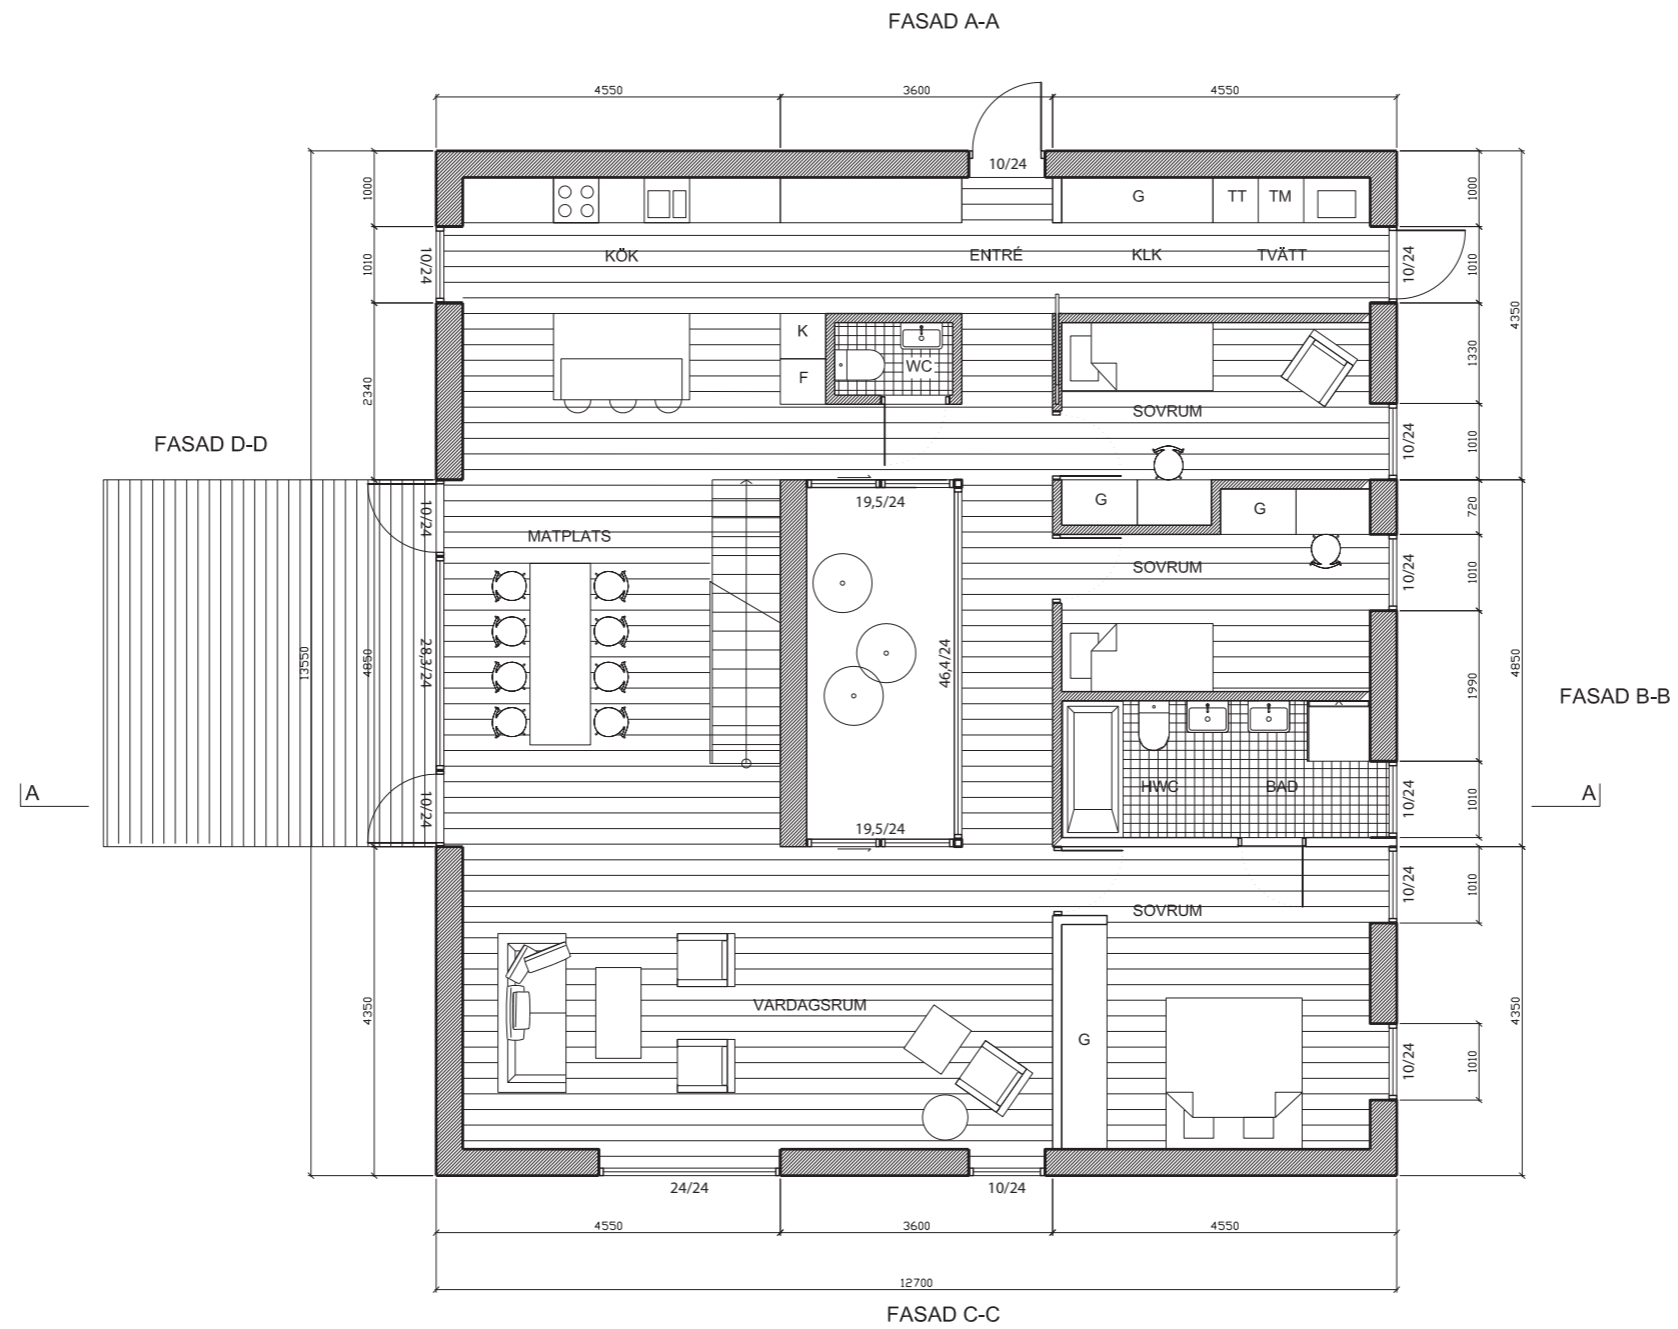 FASAD A-A
4550
3600
4550
10/24
G
TT
TM
1000
1000
KÖK
ENTRÉ
KLK
TVÄTT
10/24
10/24
1010
1010
4350
K
F
WC
1330
2340
SOVRUM
10/24
1010
FASAD D-D
10/24
MATPLATS
19,5/24
G
G
720
SOVRUM
10/24
1010
13550
4850
28,3/24
46,4/24
4850
1990
FASAD B-B
HWC
BAD
A
A
10/24
10/24
1010
19,5/24
10/24
1010
SOVRUM
4350
4350
VARDAGSRUM
G
10/24
1010
24/24
10/24
4550
3600
4550
12700
FASAD C-C